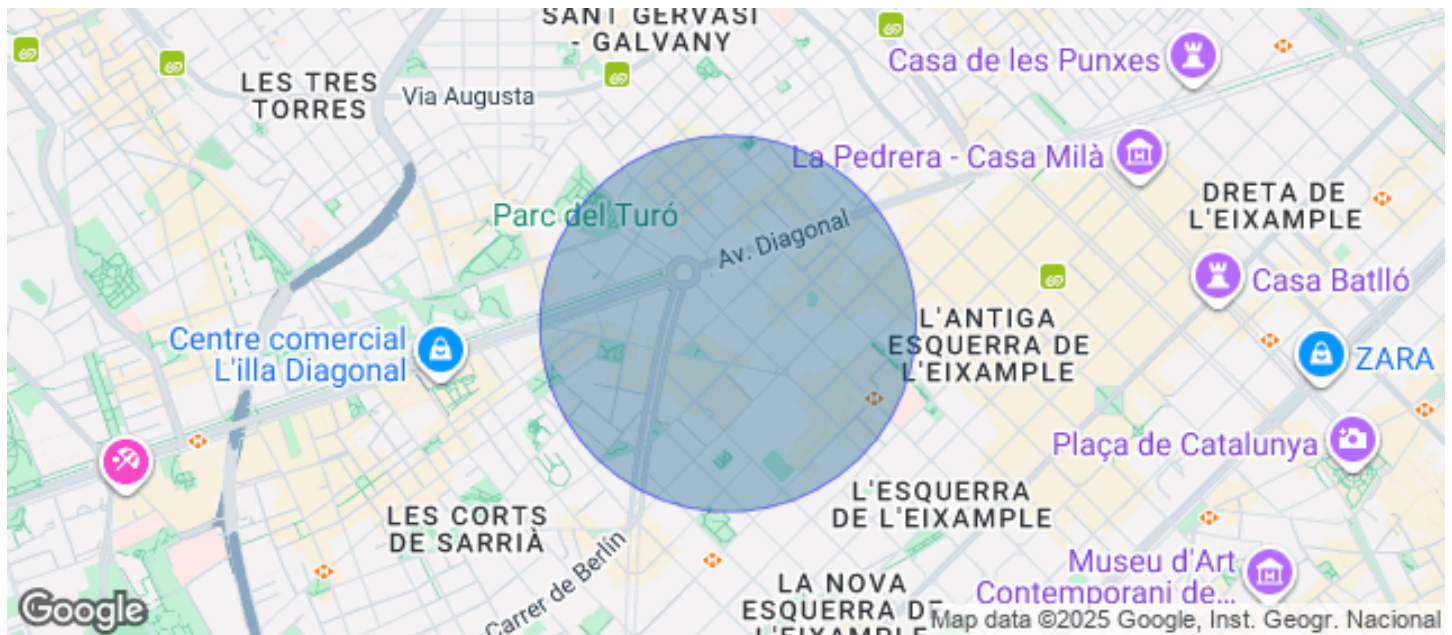 SANT GERVASI
- GALVANY
LES TRES
TORRES
Via Augusta
Casa de les Punxes
La Pedrera - Casa Milà
DRETA DE
L'EIXAMPLE
Parc del Turó
Av. Diagonal
Casa Batlló
L'ANTIGA
ESQUERRA DE
L'EIXAMPLE
Centre comercial
L'illa Diagonal
ZARA
Plaça de Catalunya
L'ESQUERRA
DE L'EIXAMPLE
LES CORTS
DE SARRIÀ
Carrer de Berlín
LA NOVA
ESQUERRA DE
L'EIXAMPLE
Museu d'Art
Contemporani de...
Google
Map data ©2025 Google, Inst. Geogr. Nacional